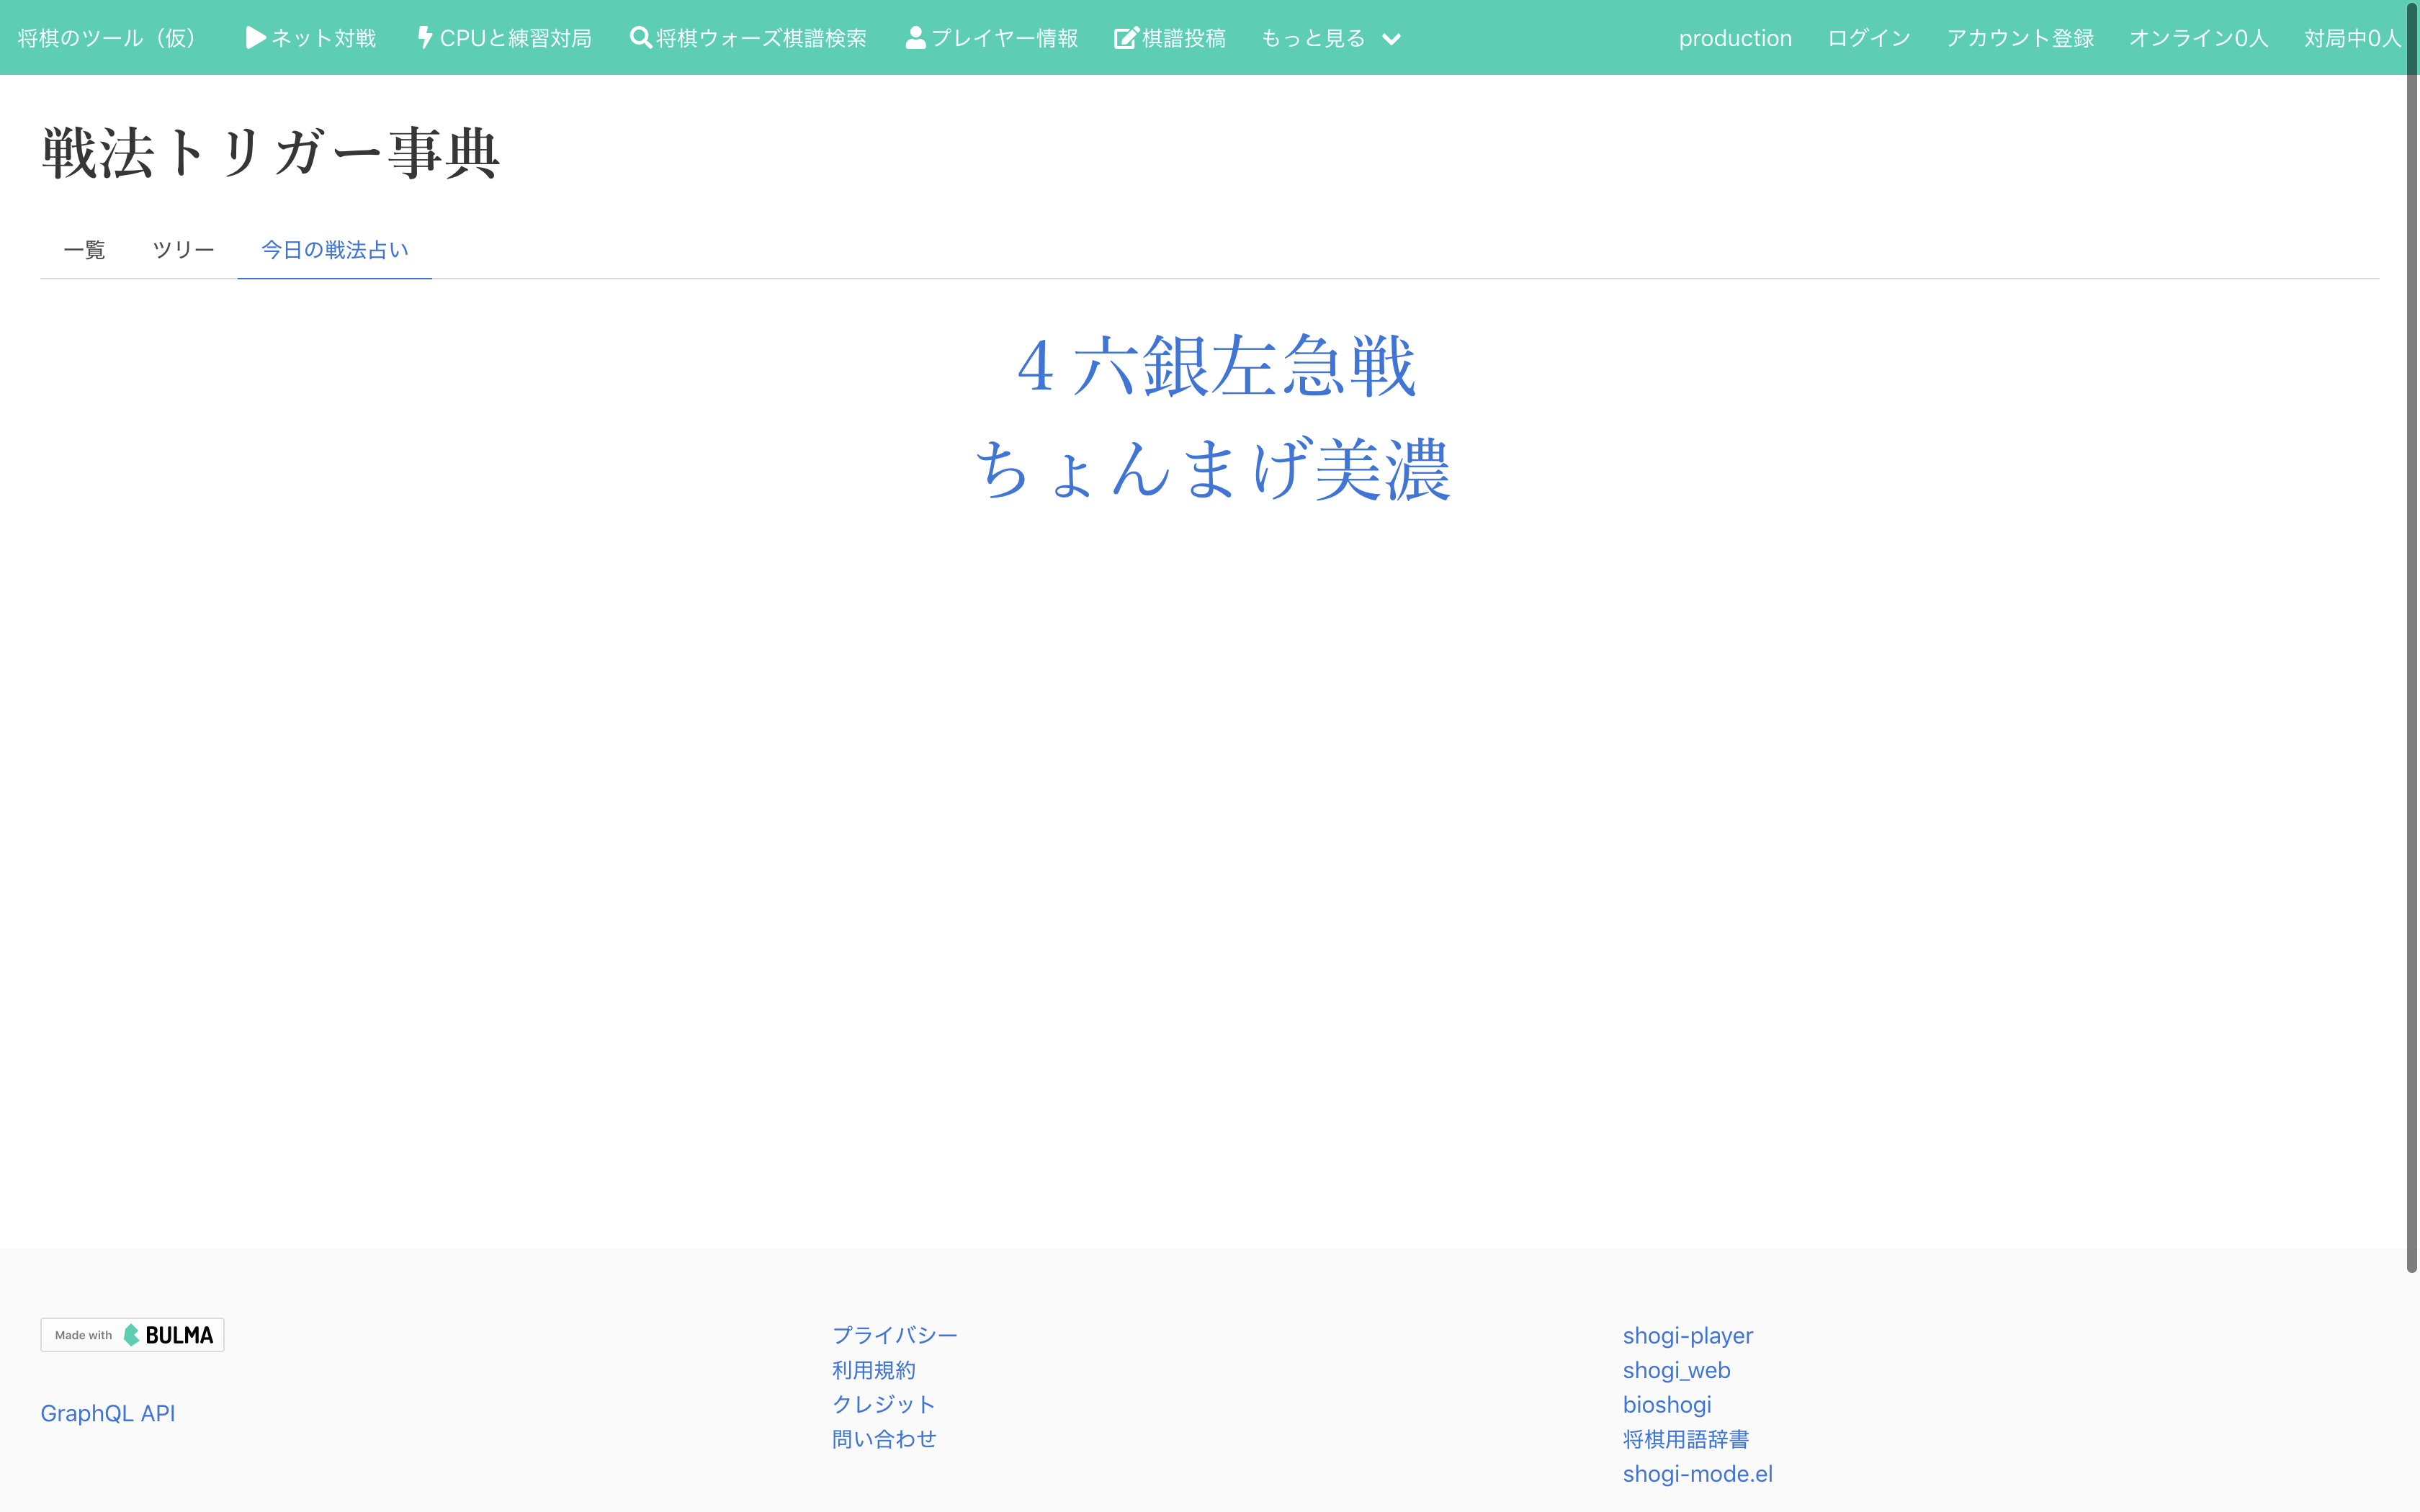 将棋のツール（仮） ネット対戦 CPUと練習対局 将棋ウォーズ棋譜検索 プレイヤー情報 棋譜投稿 もっと見る production ログイン アカウント登録 オンライン0人 対局中0人
戦法トリガー事典
一覧 ツリー 今日の戦法占い
４六銀左急戦
ちょんまげ美濃
Made with BULMA
GraphQL API
プライバシー
利用規約
クレジット
問い合わせ
shogi-player
shogi_web
bioshogi
将棋用語辞書
shogi-mode.el